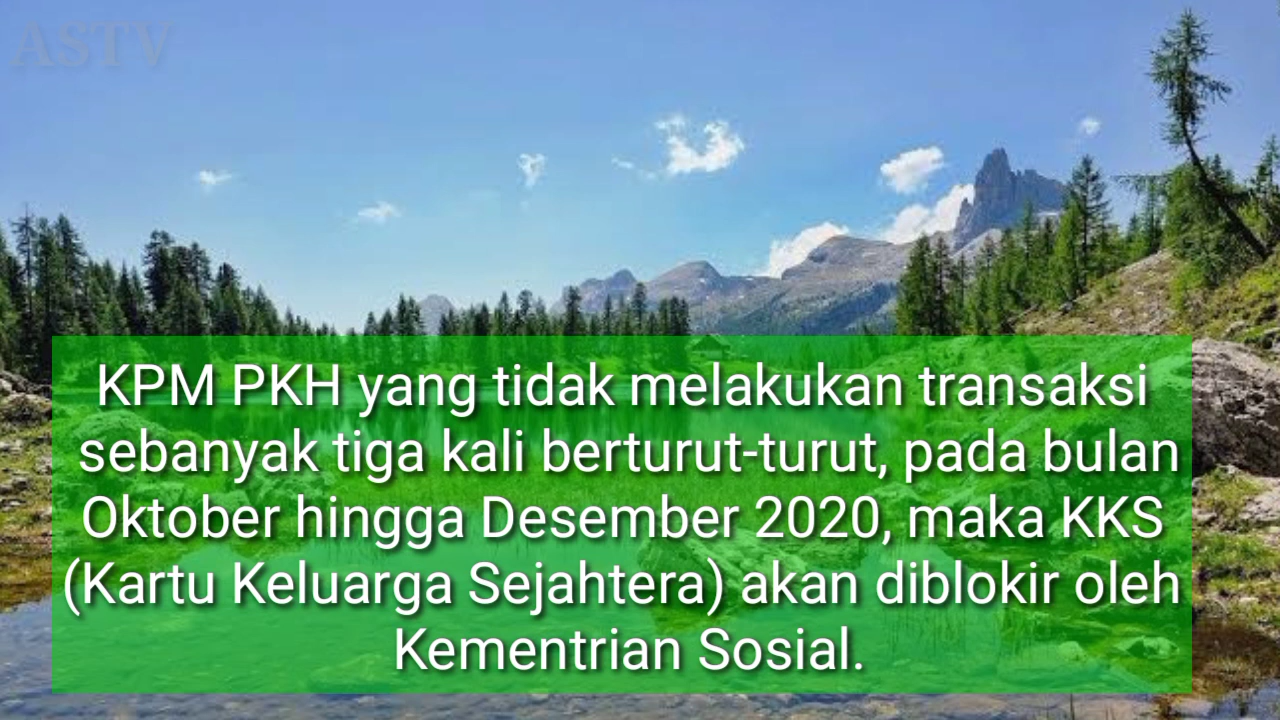 ASTV
KPM PKH yang tidak melakukan transaksi
sebanyak tiga kali berturut-turut, pada bulan
Oktober hingga Desember 2020, maka KKS
(Kartu Keluarga Sejahtera) akan diblokir oleh
Kementrian Sosial.